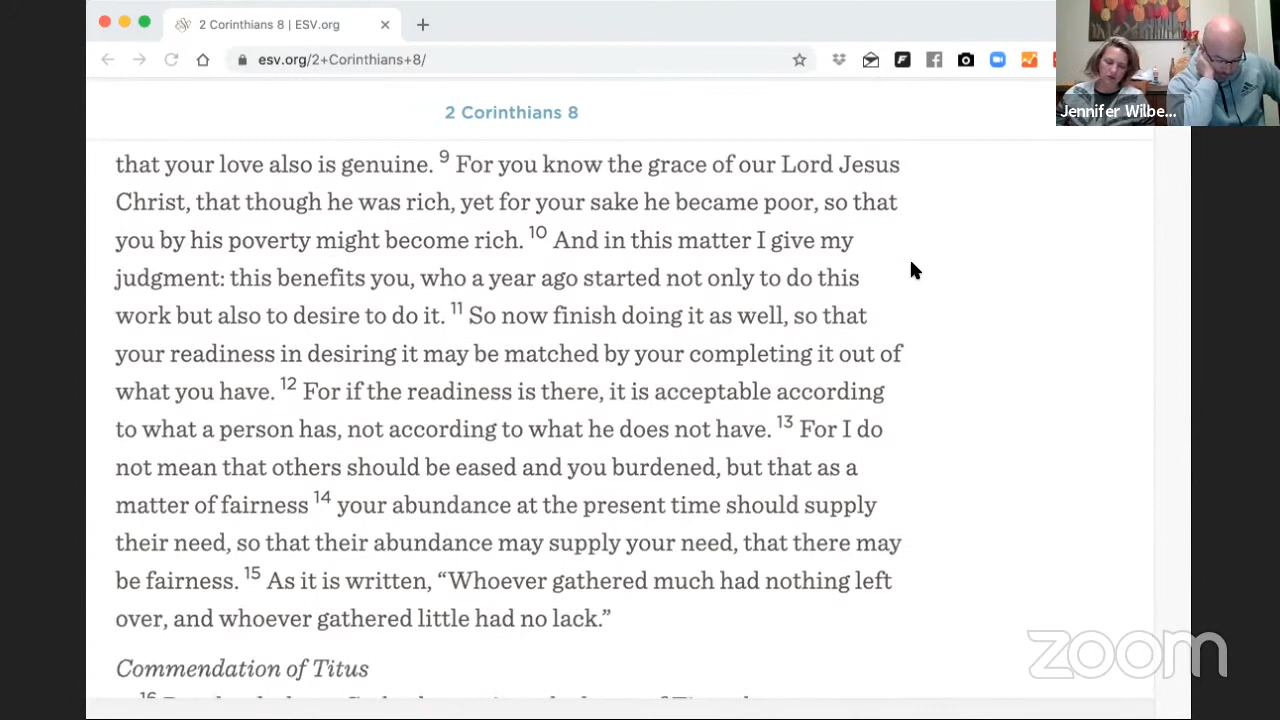 2 Corinthians 8 | ESV.org
esv.org/2+Corinthians+8/
Jennifer Wilbe...
2 Corinthians 8
that your love also is genuine. 9 For you know the grace of our Lord Jesus
Christ, that though he was rich, yet for your sake he became poor, so that
you by his poverty might become rich. 10 And in this matter I give my
judgment: this benefits you, who a year ago started not only to do this
work but also to desire to do it. 11 So now finish doing it as well, so that
your readiness in desiring it may be matched by your completing it out of
what you have. 12 For if the readiness is there, it is acceptable according
to what a person has, not according to what he does not have. 13 For I do
not mean that others should be eased and you burdened, but that as a
matter of fairness 14 your abundance at the present time should supply
their need, so that their abundance may supply your need, that there may
be fairness. 15 As it is written, “Whoever gathered much had nothing left
over, and whoever gathered little had no lack.”
Commendation of Titus
16
zoom